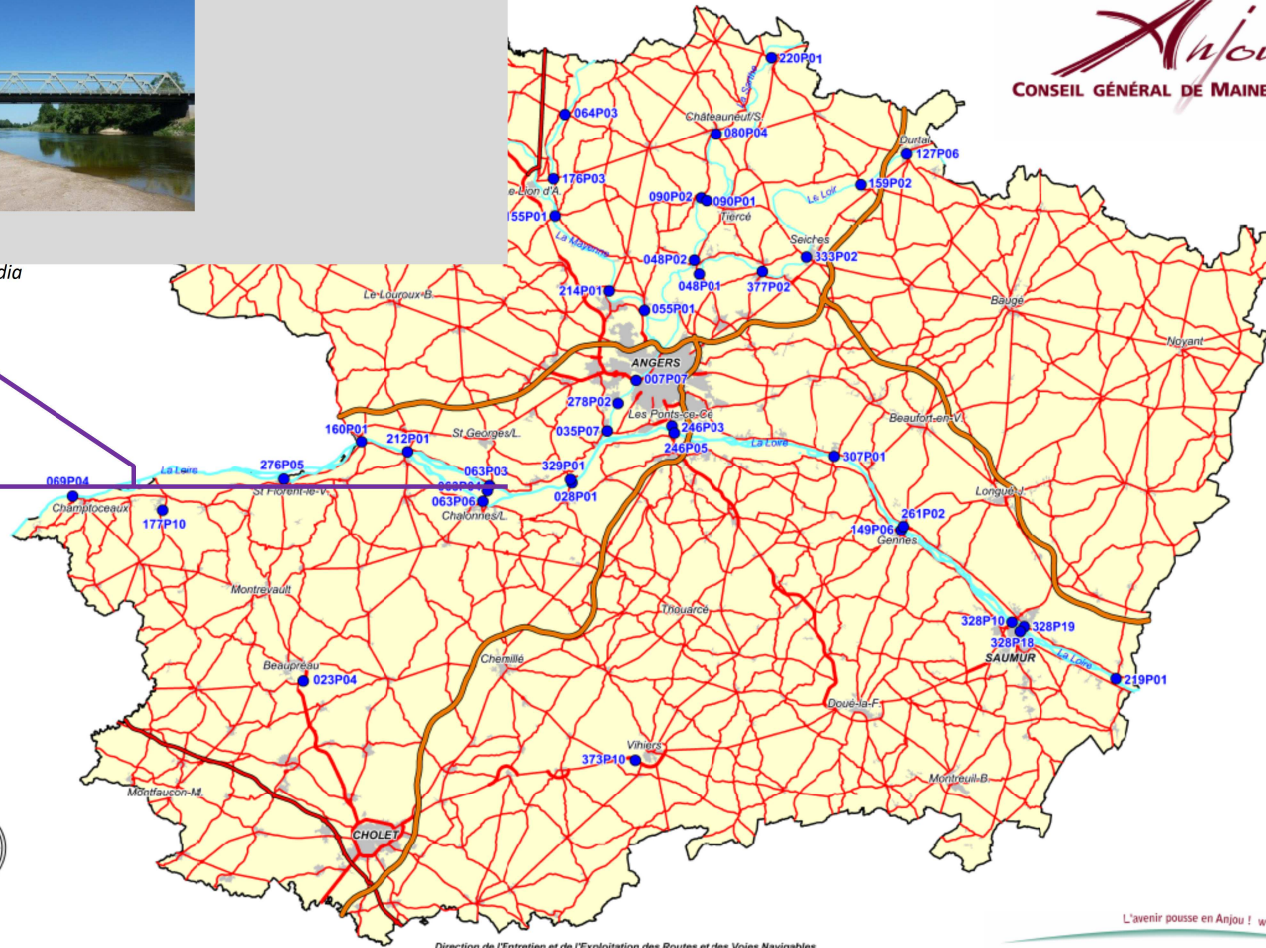 Anjou
CONSEIL GÉNÉRAL DE MAINE
dia
220P01
La Sarthe
064P03
Châteauneuf/S.
080P04
Durtal
127P06
176P03
e-Lion d'A.
159P02
Le Loir
090P02
090P01
155P01
Tiercé
La Mayenne
Seiches
048P02
333P02
048P01
377P02
214P01
Le Louroux-B.
055P01
Baugé
Noyant
ANGERS
007P07
278P02
Les Ponts-ce-Cé
Beaufort-en-V.
160P01
212P01
St Georges/L.
035P07
246P03
246P05
La Loire
307P01
La Loire
276P05
063P03
329P01
069P04
St Florent-le-V.
028P01
Longué-J.
Champtoceaux
063P06
177P10
Chalonnes/L.
261P02
149P06
Gennes
Montrevault
Thouarcé
328P10
328P19
328P18
SAUMUR
La Loire
Chemillé
Beaupréau
023P04
219P01
Doué-la-F.
Vihiers
373P10
Montreuil-B.
Montfaucon-M.
CHOLET
L'avenir pousse en Anjou ! w
Direction de l'Entretien et de l'Exploitation des Routes et des Voies Navigables